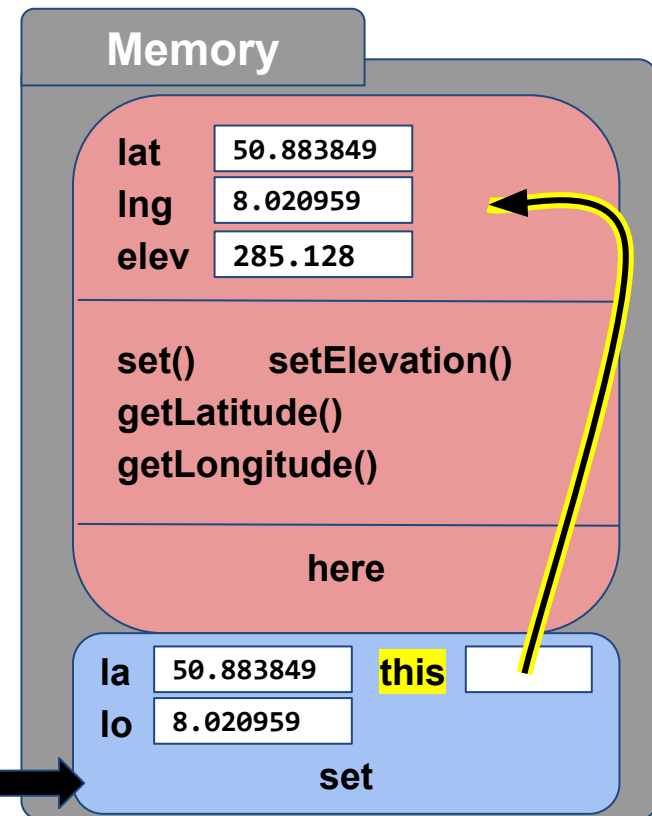 Memory
lat 50.883849
lng 8.020959
elev 285.128
set() setElevation()
getLatitude()
getLongitude()
here
la 50.883849 this
lo 8.020959
set